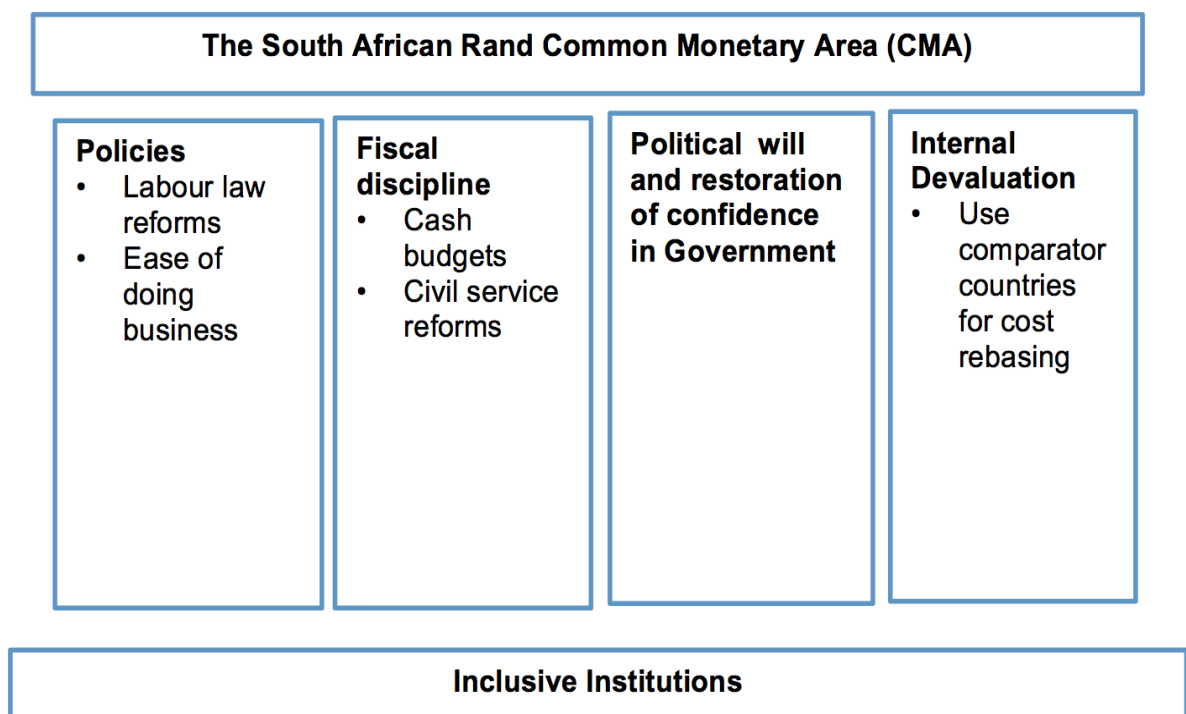 The South African Rand Common Monetary Area (CMA)
Policies
• Labour law
reforms
• Ease of
doing
business
Fiscal
discipline
• Cash
budgets
• Civil service
reforms
Political will
and restoration
of confidence
in Government
Internal
Devaluation
• Use
comparator
countries
for cost
rebasing
Inclusive Institutions